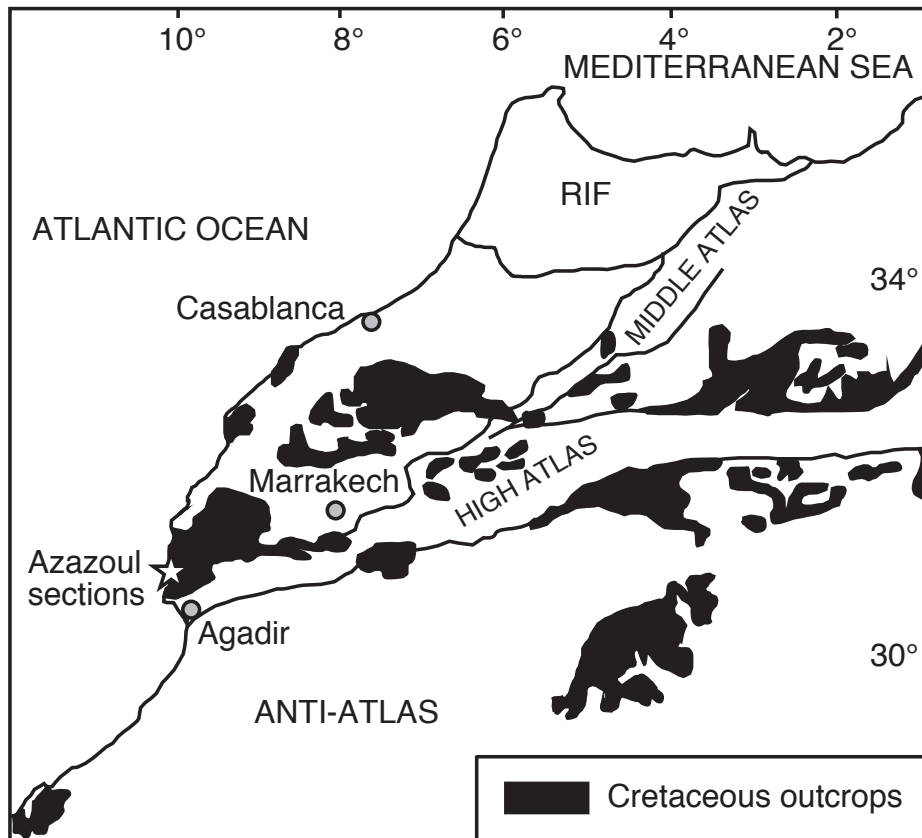 10° 8° 6° 4° 2°
MEDITERRANEAN SEA
RIF
ATLANTIC OCEAN
MIDDLE ATLAS
34°
Casablanca
Marrakech
HIGH ATLAS
Azazoul
sections
Agadir
30°
ANTI-ATLAS
Cretaceous outcrops